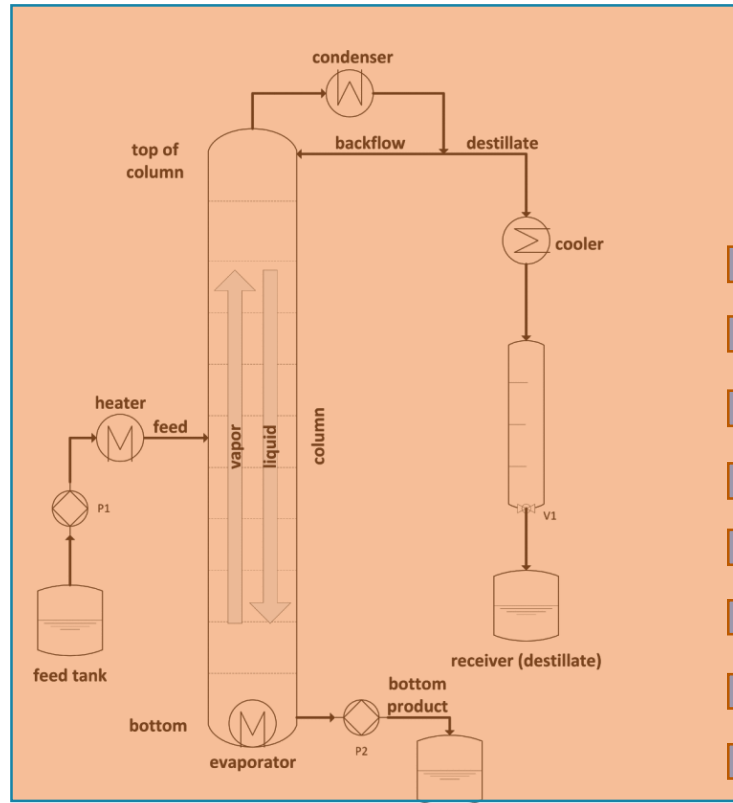 condenser
top of
column
backflow
destillate
cooler
heater
feed
vapor
liquid
column
P1
V1
feed tank
receiver (destillate)
bottom
product
bottom
P2
evaporator